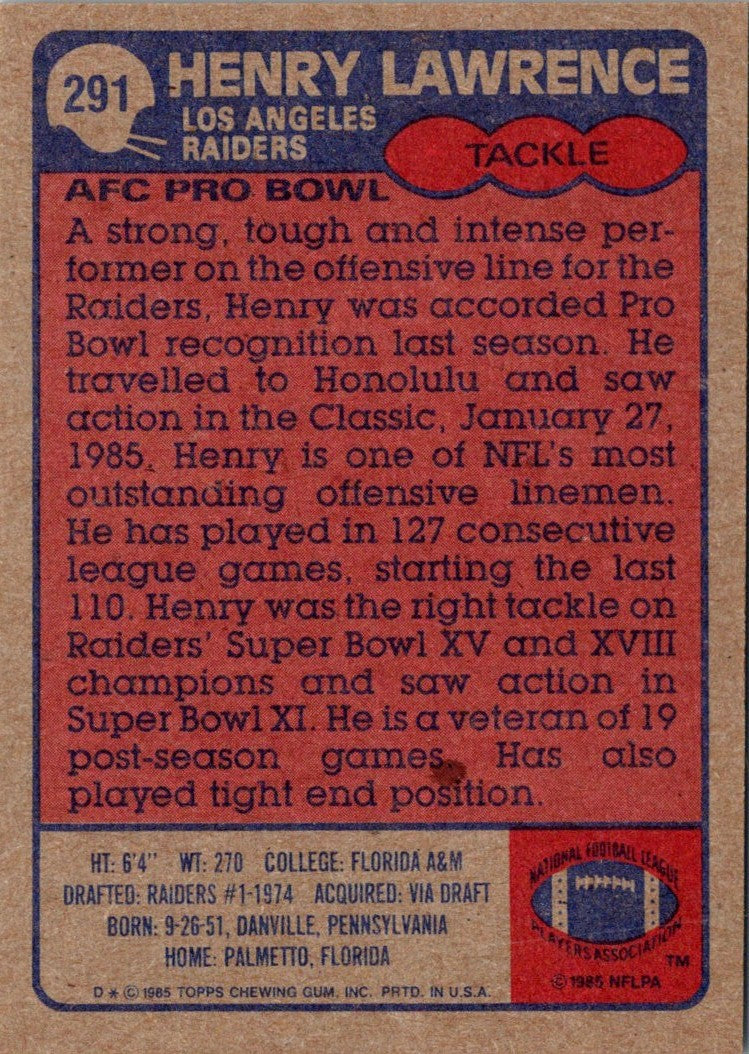 291
HENRY LAWRENCE
LOS ANGELES
RAIDERS
TACKLE
AFC PRO BOWL
A strong, tough and intense per-
former on the offensive line for the
Raiders, Henry was accorded Pro
Bowl recognition last season. He
travelled to Honolulu and saw
action in the Classic, January 27,
1985. Henry is one of NFL's most
outstanding offensive linemen.
He has played in 127 consecutive
league games, starting the last
110. Henry was the right tackle on
Raiders' Super Bowl XV and XVIII
champions and saw action in
Super Bowl XI. He is a veteran of 19
post-season games. Has also
played tight end position.
HT: 6'4" WT: 270 COLLEGE: FLORIDA A&M
DRAFTED: RAIDERS #1-1974 ACQUIRED: VIA DRAFT
BORN: 9-26-51, DANVILLE, PENNSYLVANIA
HOME: PALMETTO, FLORIDA
D * © 1985 TOPPS CHEWING GUM, INC. PRTD. IN U.S.A.
NATIONAL FOOTBALL LEAGUE
PLAYERS ASSOCIATION
TM
© 1985 NFLPA